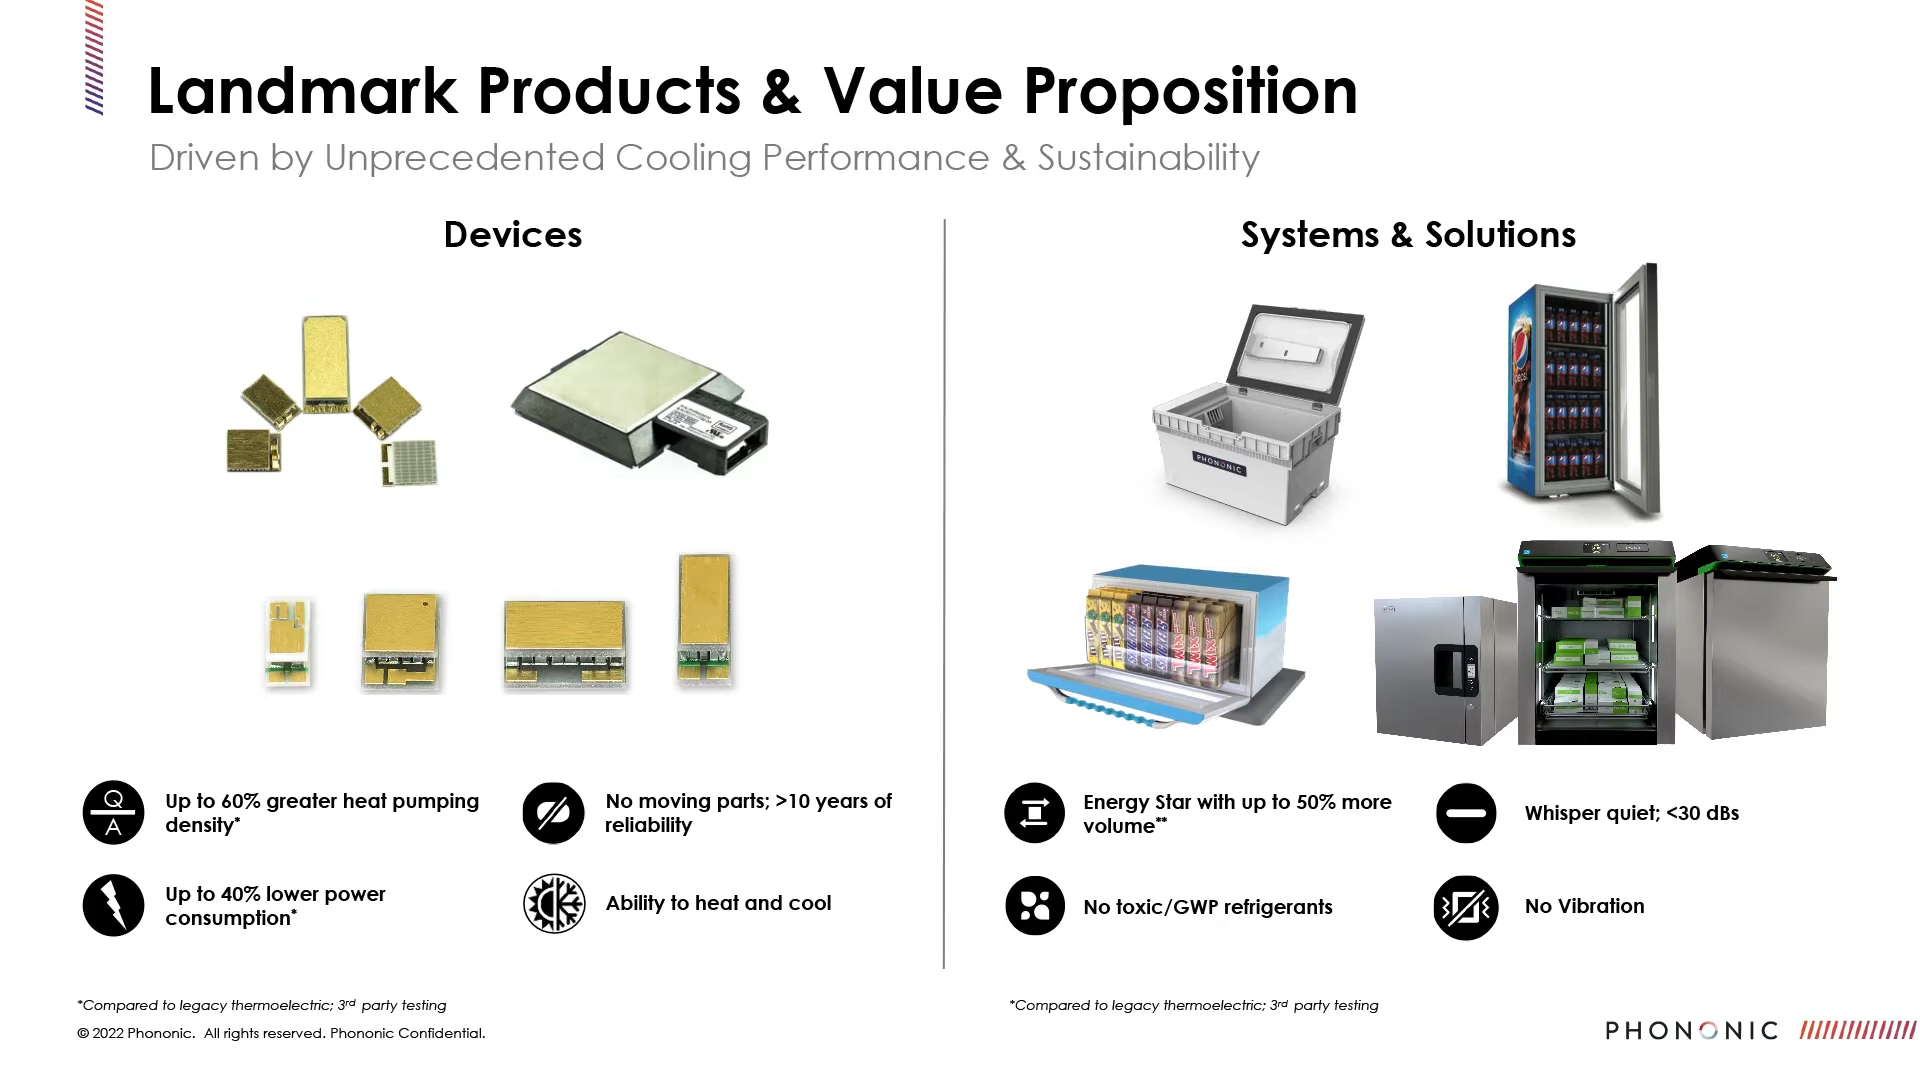 Landmark Products & Value Proposition
Driven by Unprecedented Cooling Performance & Sustainability
Devices
Systems & Solutions
PHONONIC
pepsi
Up to 60% greater heat pumping
density*
No moving parts; >10 years of
reliability
Up to 40% lower power
consumption*
Ability to heat and cool
Q
A
Energy Star with up to 50% more
volume**
Whisper quiet; <30 dBs
No toxic/GWP refrigerants
No Vibration
*Compared to legacy thermoelectric; 3rd party testing
*Compared to legacy thermoelectric; 3rd party testing
© 2022 Phononic. All rights reserved. Phononic Confidential.
PHONONIC